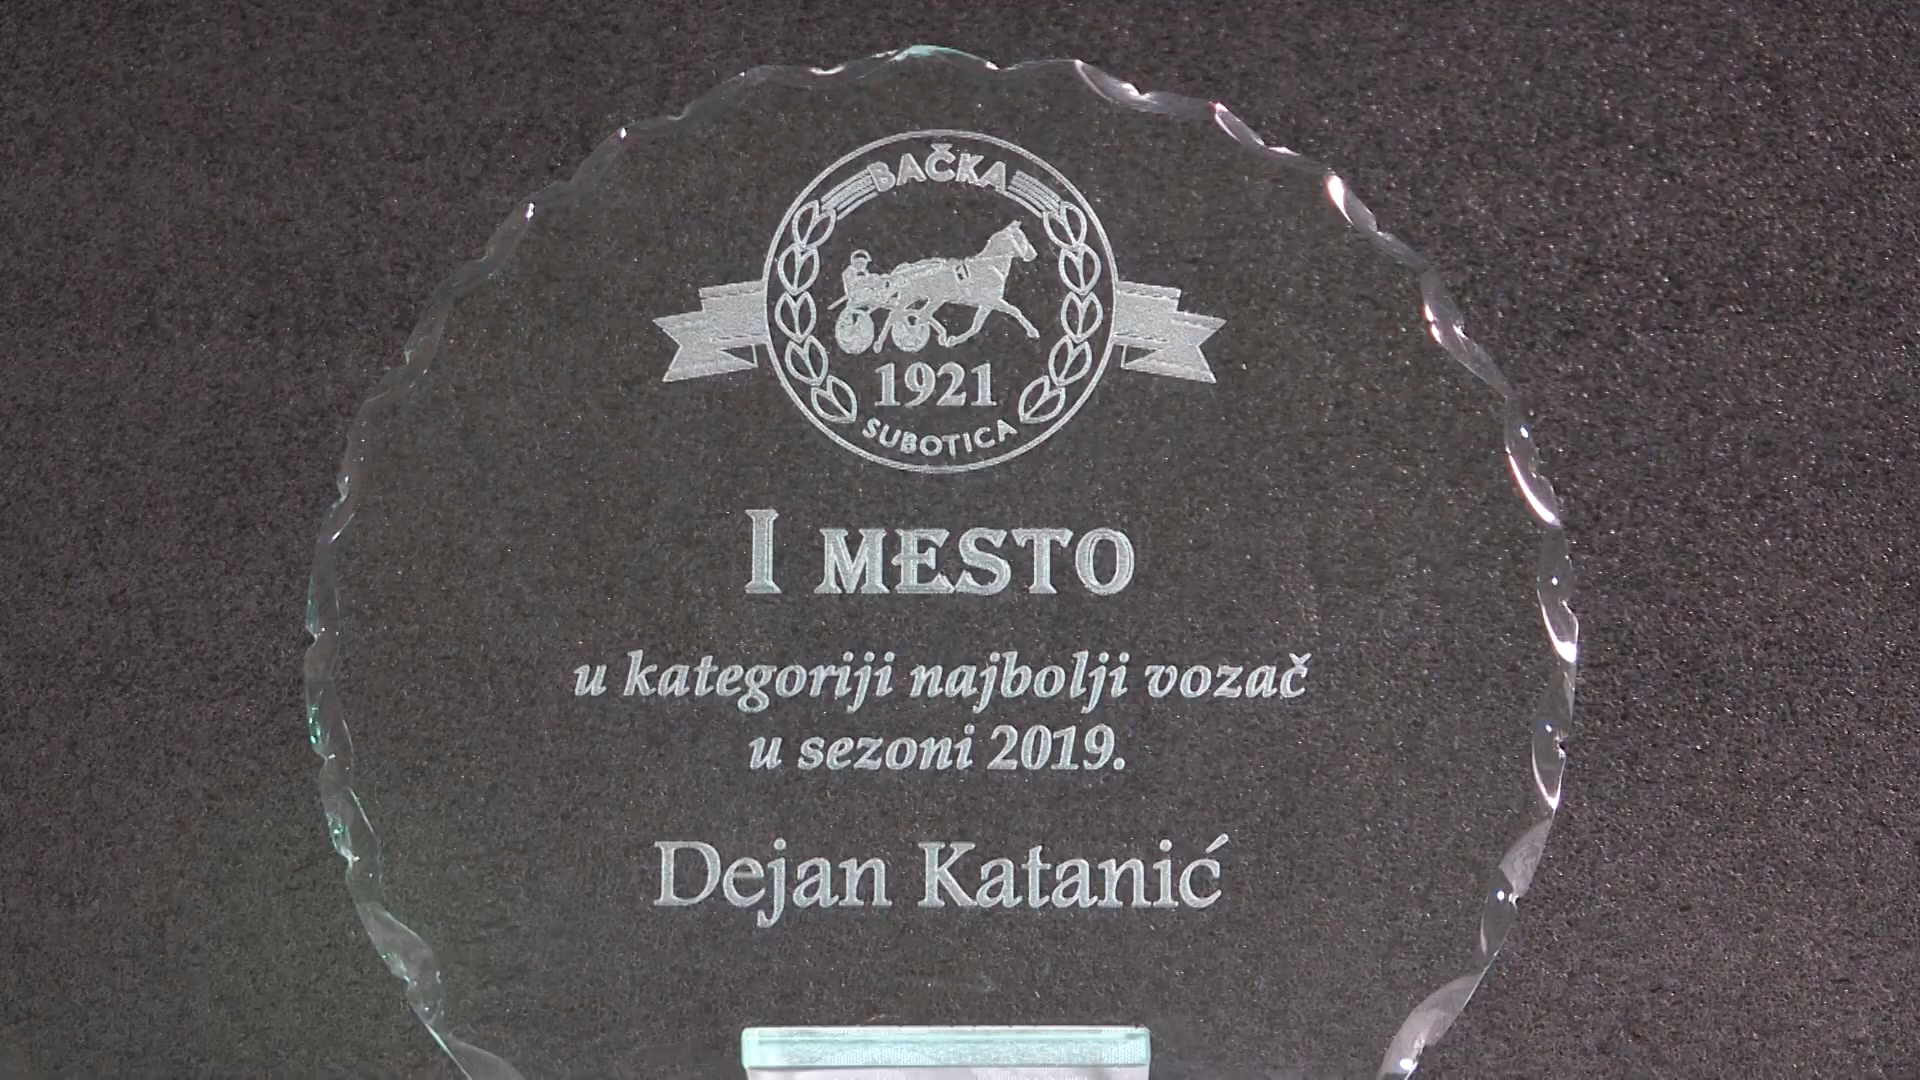 BAČKA
1921
SUBOTICA
I MESTO
u kategoriji najbolji vozač
u sezoni 2019.
Dejan Katanić